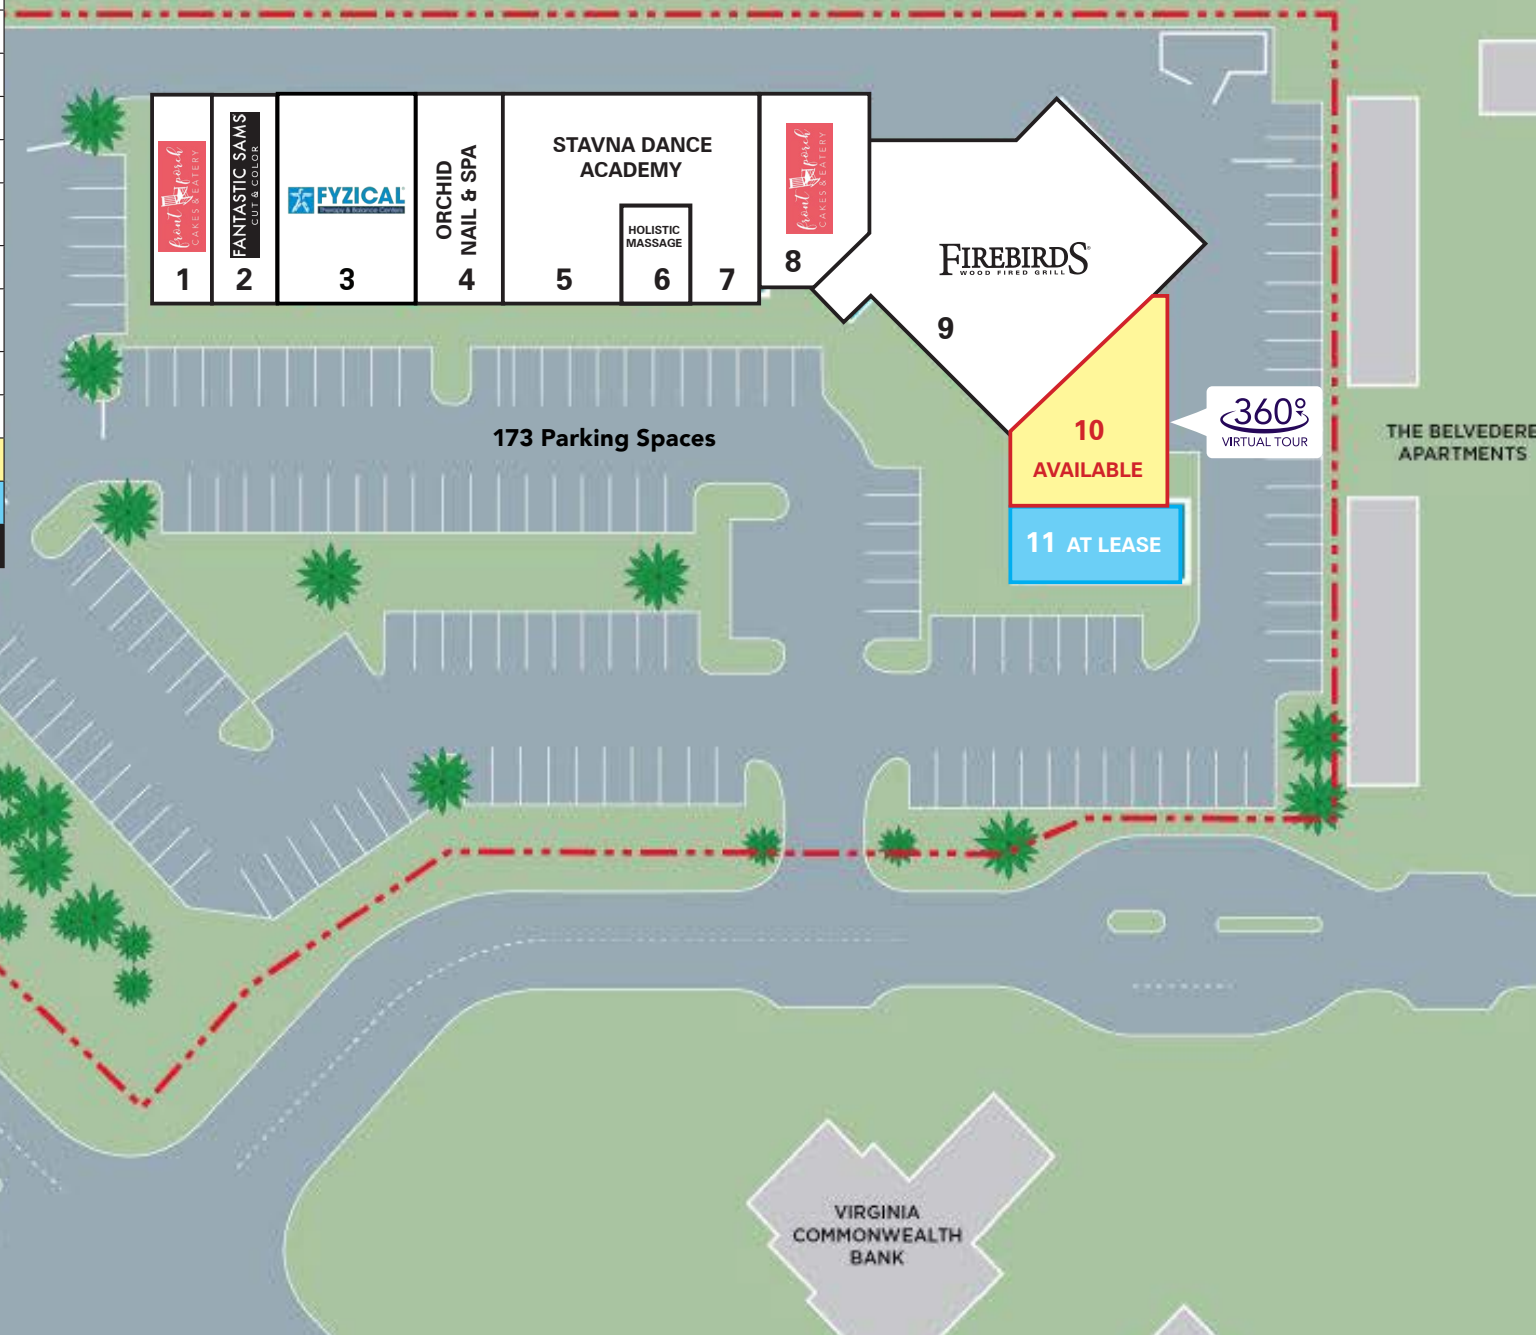 front porch
CAKES & EATERY
1
FANTASTIC SAMS
CUT & COLOR
2
FYZICAL
Therapy & Balance Centers
3
ORCHID
NAIL & SPA
4
STAVNA DANCE
ACADEMY
5
HOLISTIC
MASSAGE
6
7
front porch
CAKES & EATERY
8
FIREBIRDS
WOOD FIRED GRILL
9
10
AVAILABLE
360°
VIRTUAL TOUR
11 AT LEASE
173 Parking Spaces
THE BELVEDERE
APARTMENTS
VIRGINIA
COMMONWEALTH
BANK